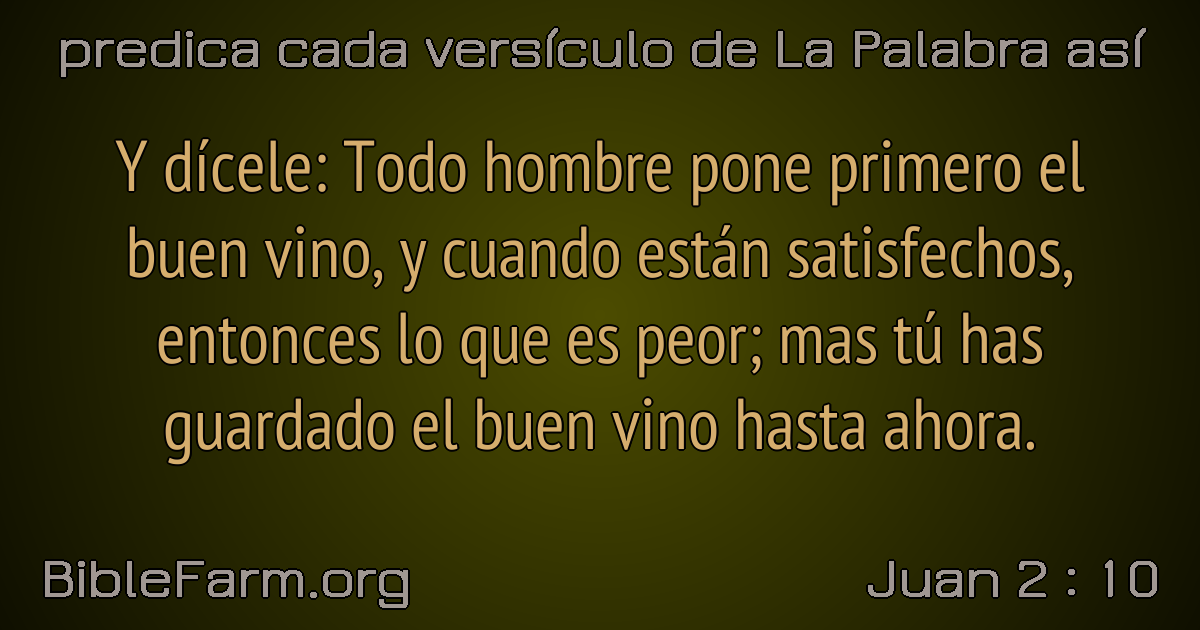 predica cada versículo de La Palabra así
Y dícele: Todo hombre pone primero el
buen vino, y cuando están satisfechos,
entonces lo que es peor; mas tú has
guardado el buen vino hasta ahora.
BibleFarm.org
Juan 2 : 10